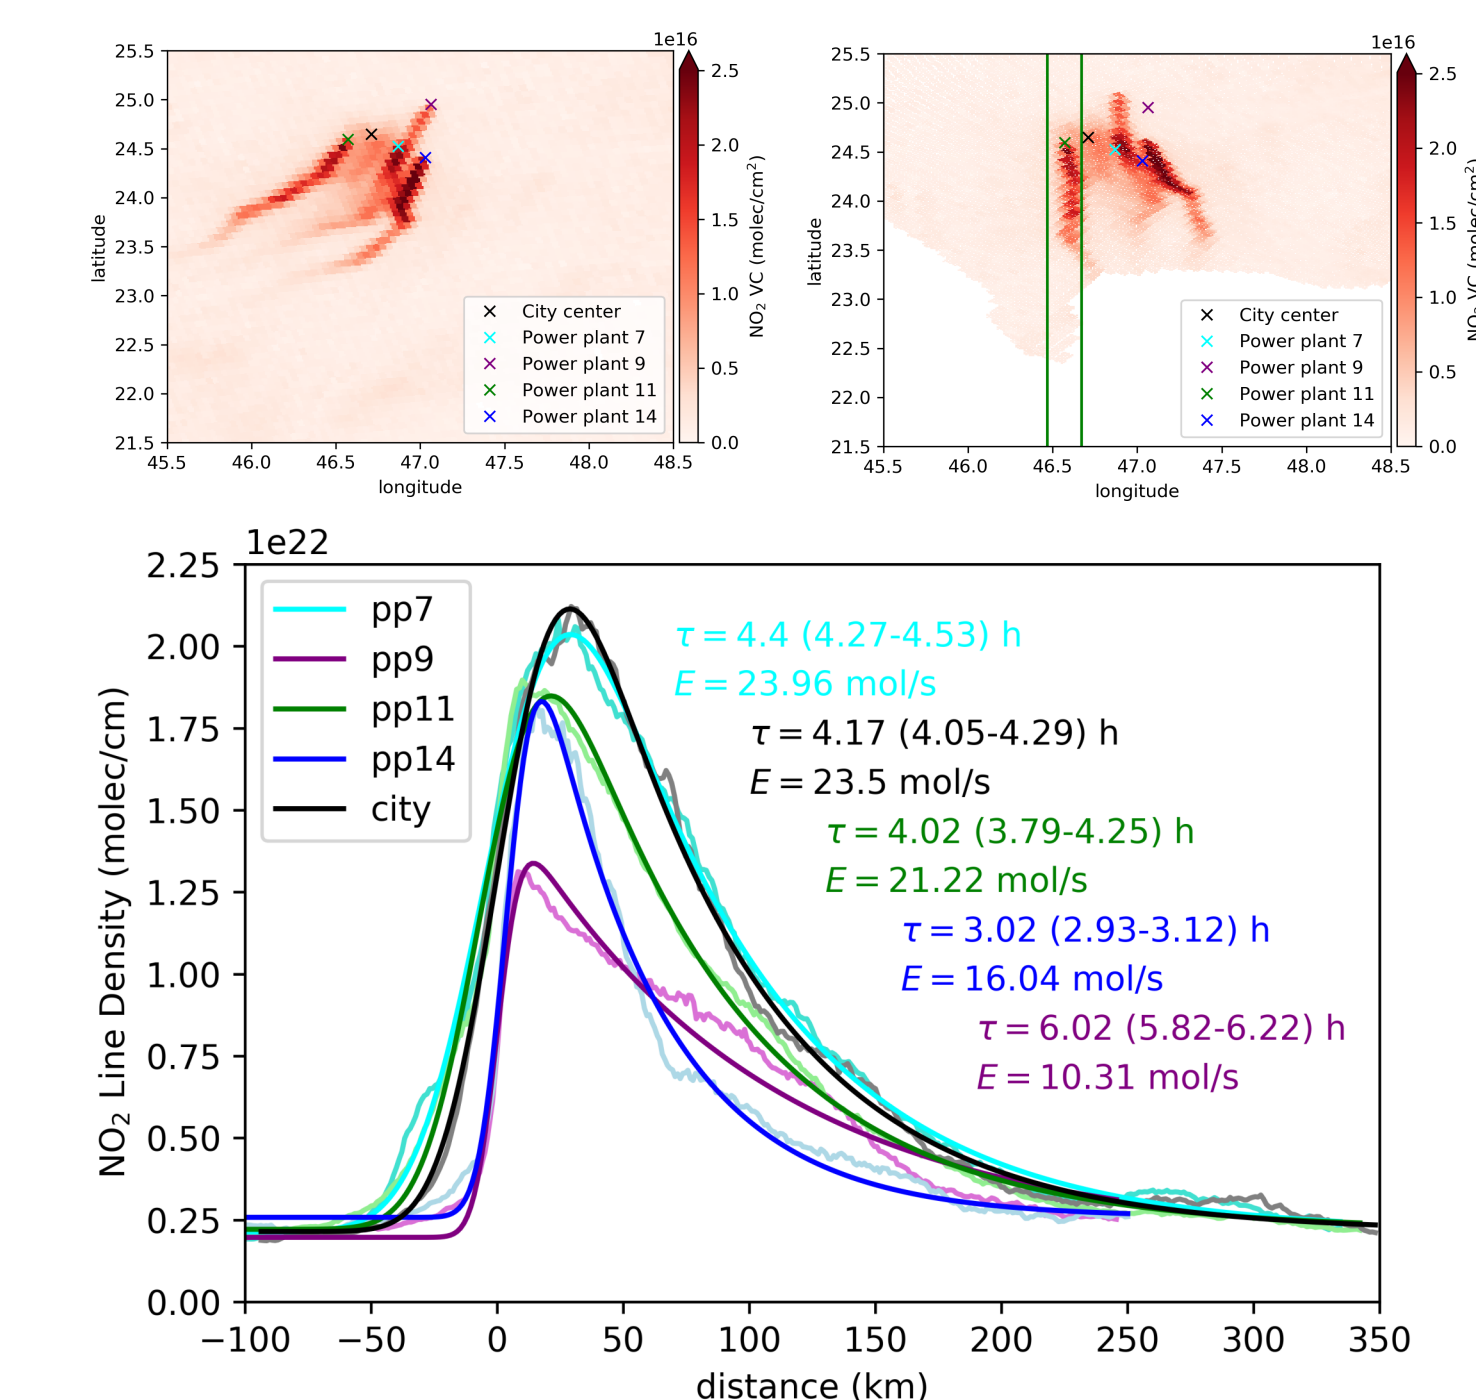 1e16
25.5
25.0
24.5
24.0
23.5
23.0
22.5
22.0
21.5
latitude
45.5 46.0 46.5 47.0 47.5 48.0 48.5
longitude
City center
Power plant 7
Power plant 9
Power plant 11
Power plant 14
2.5
2.0
1.5
1.0
0.5
0.0
NO₂ VC (molec/cm²)
1e16
25.5
25.0
24.5
24.0
23.5
23.0
22.5
22.0
21.5
latitude
45.5 46.0 46.5 47.0 47.5 48.0 48.5
longitude
City center
Power plant 7
Power plant 9
Power plant 11
Power plant 14
2.5
2.0
1.5
1.0
0.5
0.0
NO₂ VC (molec/cm²)
1e22
2.25
2.00
1.75
1.50
1.25
1.00
0.75
0.50
0.25
0.00
NO₂ Line Density (molec/cm)
pp7
pp9
pp11
pp14
city
τ = 4.4 (4.27-4.53) h
E = 23.96 mol/s
τ = 4.17 (4.05-4.29) h
E = 23.5 mol/s
τ = 4.02 (3.79-4.25) h
E = 21.22 mol/s
τ = 3.02 (2.93-3.12) h
E = 16.04 mol/s
τ = 6.02 (5.82-6.22) h
E = 10.31 mol/s
−100 −50 0 50 100 150 200 250 300 350
distance (km)